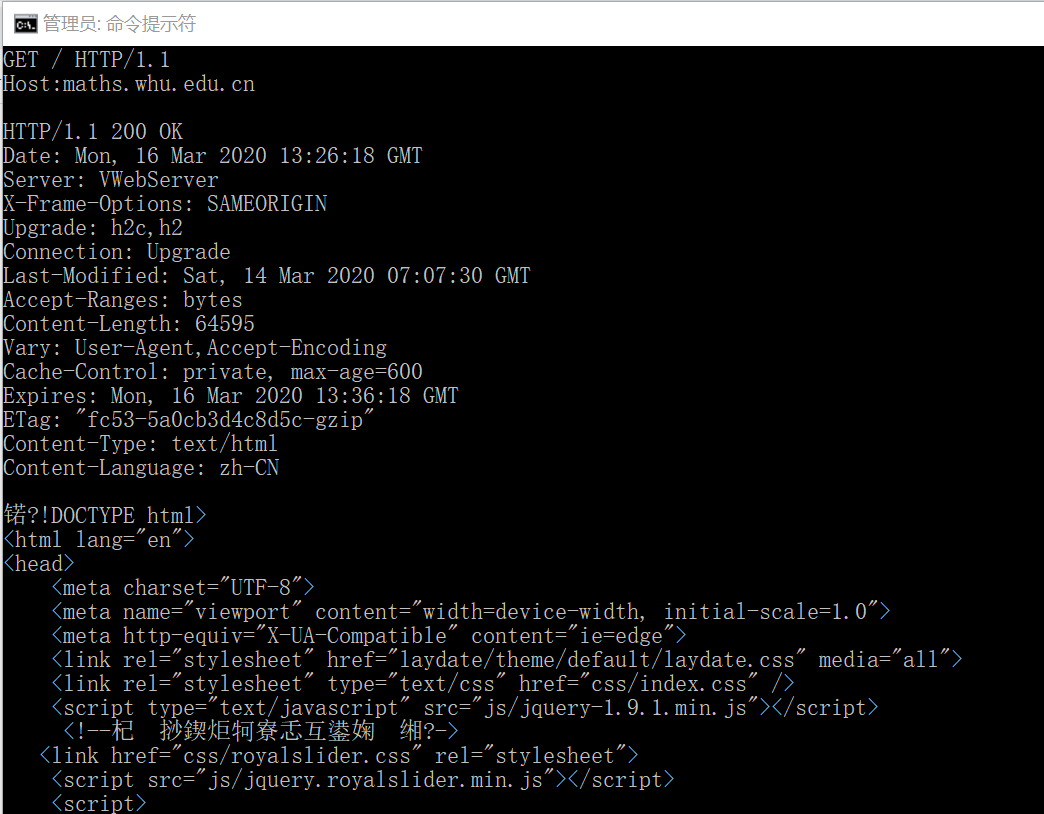 管理员: 命令提示符
GET / HTTP/1.1
Host:maths.whu.edu.cn
HTTP/1.1 200 OK
Date: Mon, 16 Mar 2020 13:26:18 GMT
Server: VWebServer
X-Frame-Options: SAMEORIGIN
Upgrade: h2c,h2
Connection: Upgrade
Last-Modified: Sat, 14 Mar 2020 07:07:30 GMT
Accept-Ranges: bytes
Content-Length: 64595
Vary: User-Agent,Accept-Encoding
Cache-Control: private, max-age=600
Expires: Mon, 16 Mar 2020 13:36:18 GMT
ETag: "fc53-5a0cb3d4c8d5c-gzip"
Content-Type: text/html
Content-Language: zh-CN
锘?!DOCTYPE html>
<html lang="en">
<head>
<meta charset="UTF-8">
<meta name="viewport" content="width=device-width, initial-scale=1.0">
<meta http-equiv="X-UA-Compatible" content="ie=edge">
<link rel="stylesheet" href="laydate/theme/default/laydate.css" media="all">
<link rel="stylesheet" type="text/css" href="css/index.css" />
<script type="text/javascript" src="js/jquery-1.9.1.min.js"></script>
<!--杞 缃?->
<link href="css/royalslider.css" rel="stylesheet">
<script src="js/jquery.royalslider.min.js"></script>
<script>